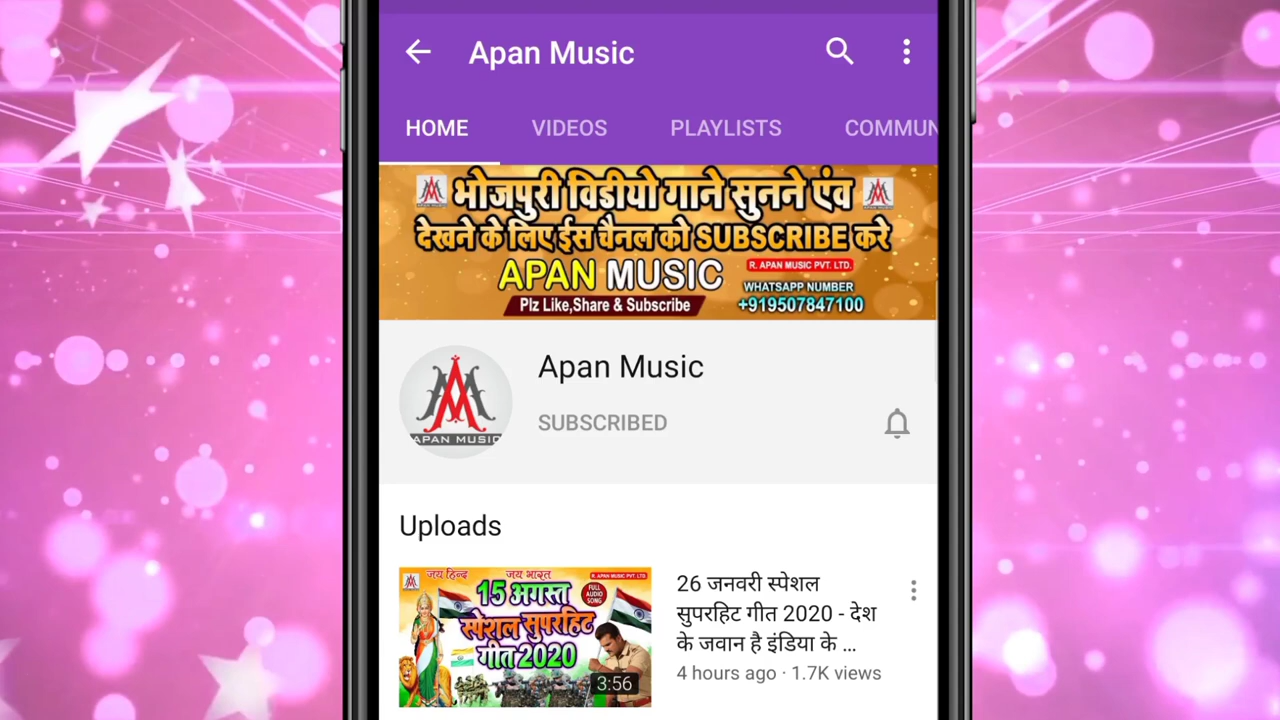 Apan Music
HOME VIDEOS PLAYLISTS COMMUN
भोजपुरी विडीयो गाने सुनने एंव
देखने के लिए ईस चैनल को SUBSCRIBE करे
APAN MUSIC
R. APAN MUSIC PVT. LTD.
WHATSAPP NUMBER
+919507847100
Plz Like,Share & Subscribe
Apan Music
SUBSCRIBED
APAN MUSIC
Uploads
जय हिन्द जय भारत
R. APAN MUSIC PVT. LTD
15 अगस्त
FULL
AUDIO
SONG
स्पेशल सुपरहिट
गीत 2020
3:56
26 जनवरी स्पेशल
सुपरहिट गीत 2020 - देश
के जवान है इंडिया के ...
4 hours ago · 1.7K views